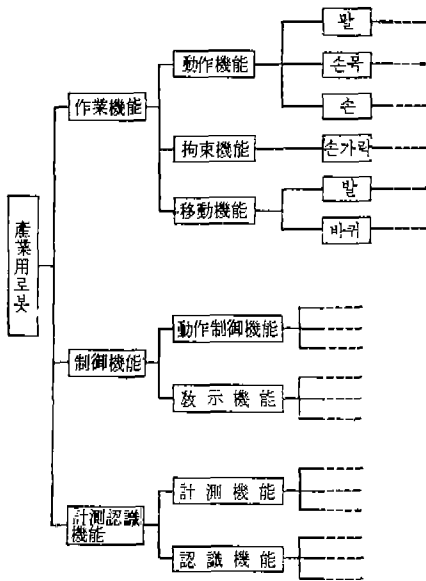 產業用로봇
作業機能
動作機能
팔
손목
손
拘束機能
손가락
移動機能
발
바퀴
制御機能
動作制御機能
敎示機能
計測認識
機能
計測機能
認識機能